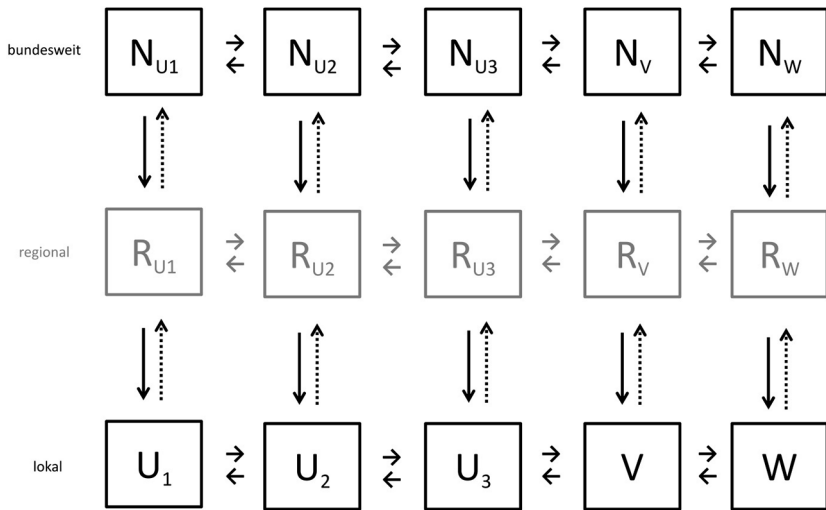 bundesweit N_U1 N_U2 N_U3 N_V N_W
regional R_U1 R_U2 R_U3 R_V R_W
lokal U_1 U_2 U_3 V W